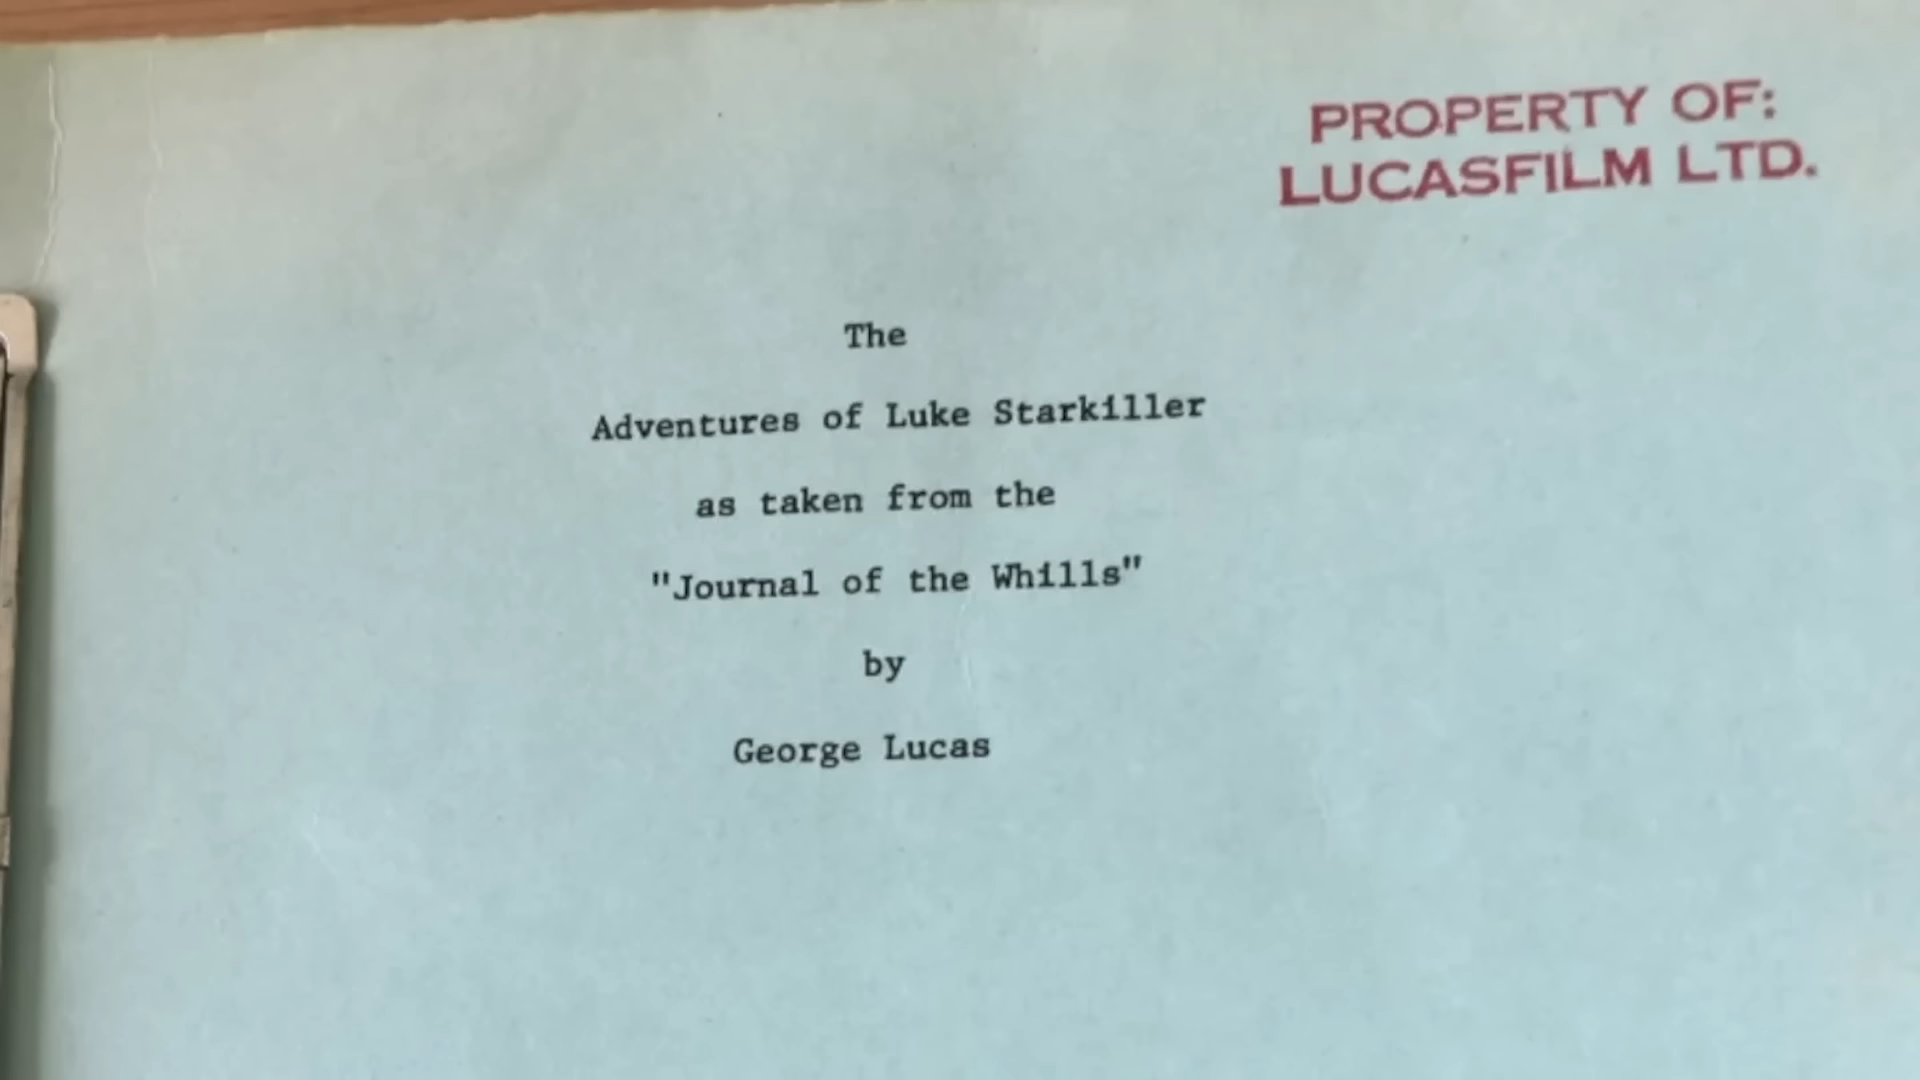 PROPERTY OF:
LUCASFILM LTD.
The
Adventures of Luke Starkiller
as taken from the
"Journal of the Whills"
by
George Lucas